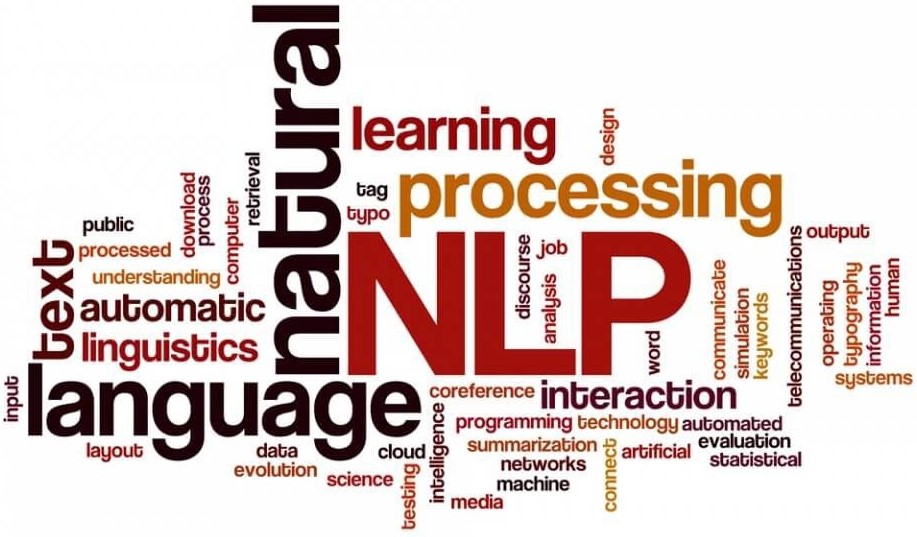 natural
learning
design
processing
tag
typo
retrieval
download
process
computer
public
processed
understanding
text
automatic
linguistics
NLP
discourse
job
analysis
word
communicate
simulation
keywords
telecommunications
output
operating
typography
information
human
systems
input
language
coreference
interaction
programming
technology
automated
layout
data
evolution
cloud
intelligence
summarization
evaluation
networks
connect
artificial
statistical
science
testing
machine
media